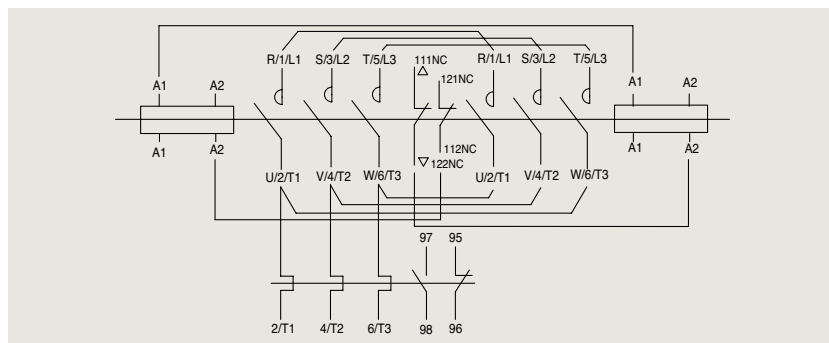 R/1/L1 S/3/L2 T/5/L3 111NC R/1/L1 S/3/L2 T/5/L3
121NC
A1 A2 A1 A2
A1 A2 112NC A1 A2
122NC
U/2/T1 V/4/T2 W/6/T3 U/2/T1 V/4/T2 W/6/T3
97 95
2/T1 4/T2 6/T3 98 96